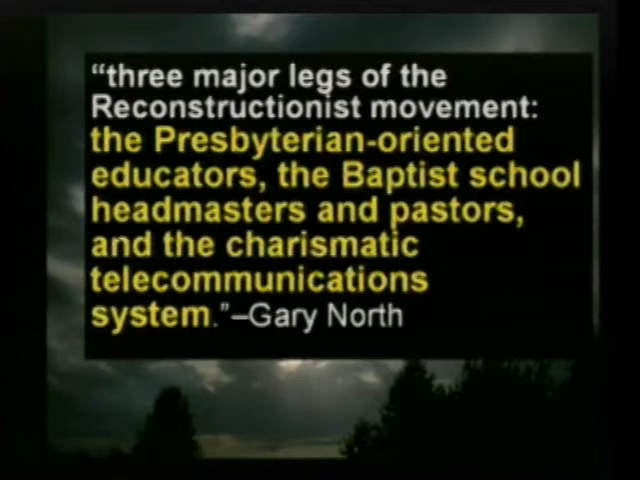 “three major legs of the
Reconstructionist movement:
the Presbyterian-oriented
educators, the Baptist school
headmasters and pastors,
and the charismatic
telecommunications
system.”–Gary North